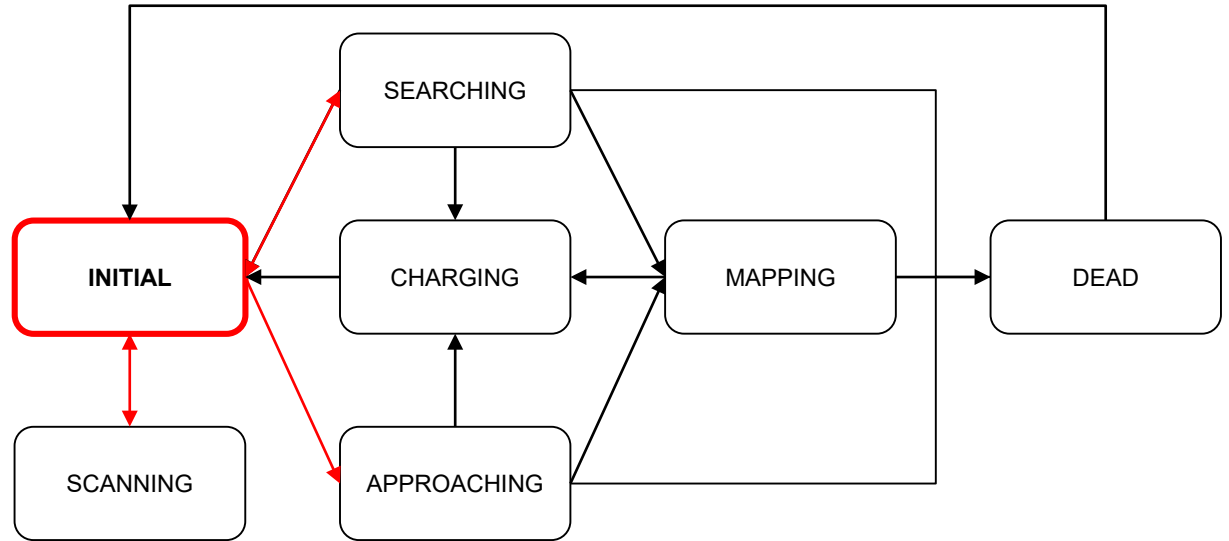 SEARCHING
INITIAL
CHARGING
MAPPING
DEAD
SCANNING
APPROACHING